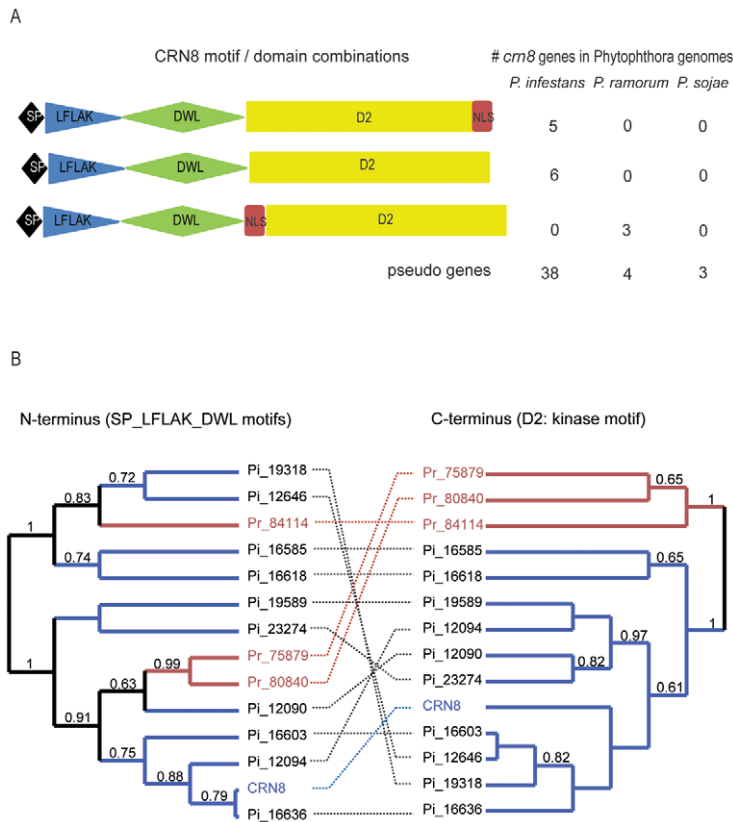 A
CRN8 motif / domain combinations
# crn8 genes in Phytophthora genomes
P. infestans P. ramorum P. sojae
SP LFLAK DWL D2 NLS
5 0 0
SP LFLAK DWL D2
6 0 0
SP LFLAK DWL NLS D2
0 3 0
pseudo genes 38 4 3
B
N-terminus (SP_LFLAK_DWL motifs)
C-terminus (D2: kinase motif)
0.72
0.83
1
0.74
1
0.99
0.63
0.91
0.75
0.88
0.79
Pi_19318
Pi_12646
Pr_84114
Pi_16585
Pi_16618
Pi_19589
Pi_23274
Pr_75879
Pr_80840
Pi_12090
Pi_16603
Pi_12094
CRN8
Pi_16636
Pr_75879
Pr_80840
Pr_84114
Pi_16585
Pi_16618
Pi_19589
Pi_12094
Pi_12090
Pi_23274
CRN8
Pi_16603
Pi_12646
Pi_19318
Pi_16636
0.65
1
0.65
1
0.97
0.82
0.61
0.82